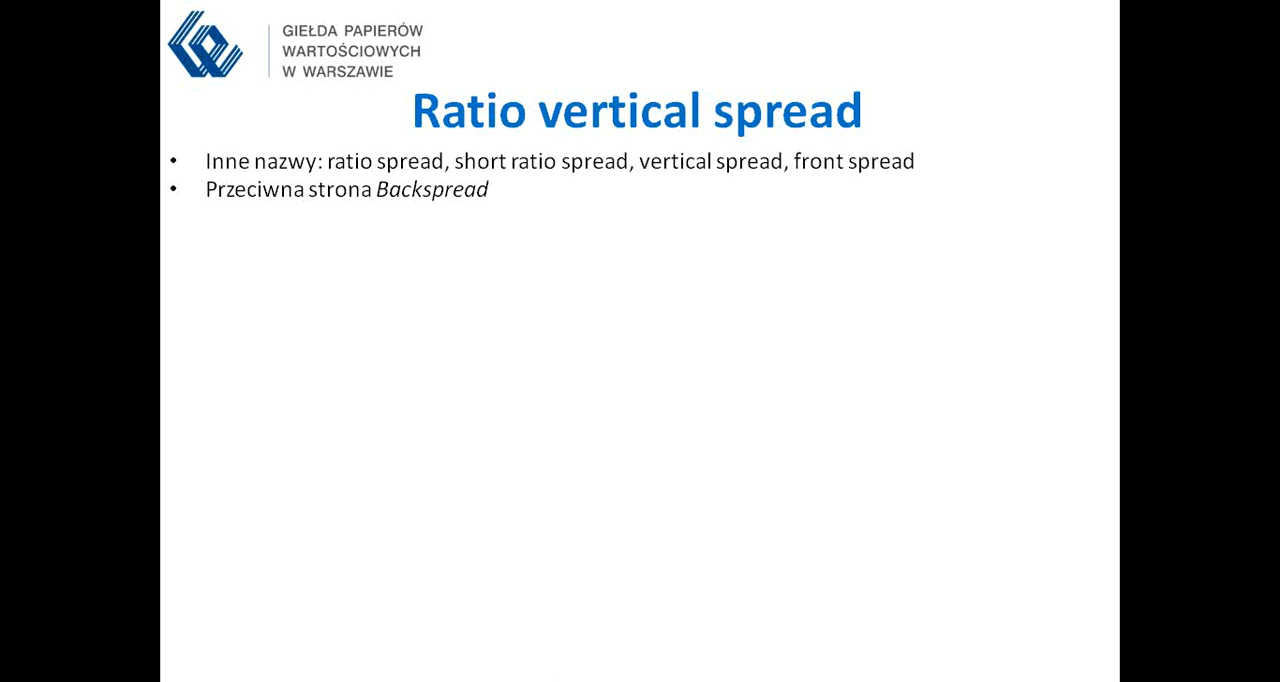 GIEŁDA PAPIERÓW
WARTOŚCIOWYCH
W WARSZAWIE
Ratio vertical spread
• Inne nazwy: ratio spread, short ratio spread, vertical spread, front spread
• Przeciwna strona Backspread